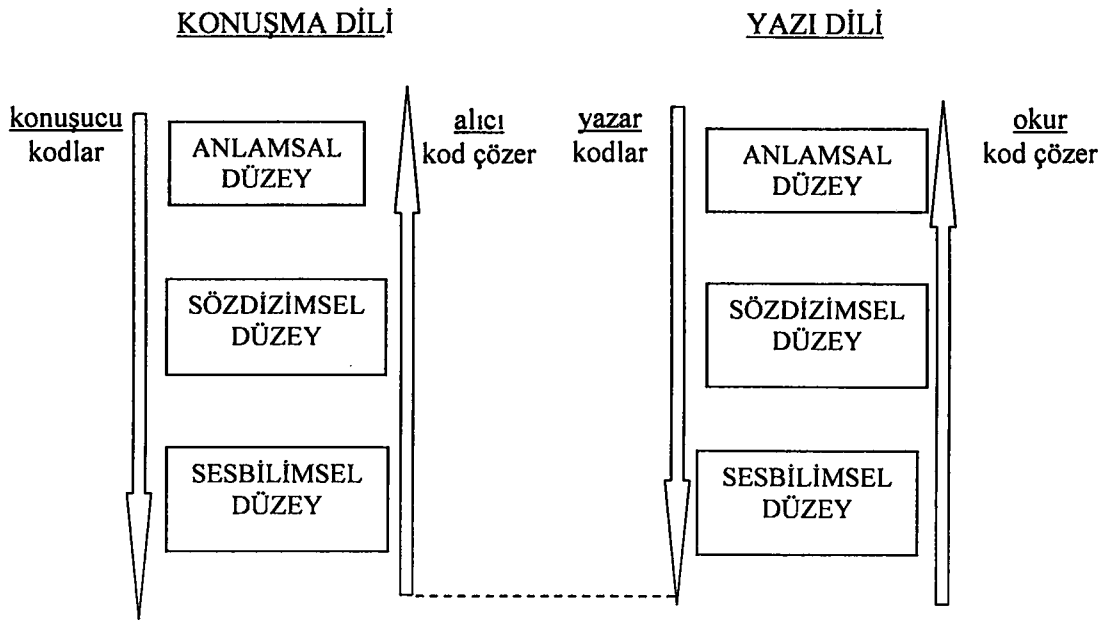 KONUŞMA DİLİ
konuşucu
kodlar
ANLAMSAL
DÜZEY
alıcı
kod çözer
SÖZDİZİMSEL
DÜZEY
SESBİLİMSEL
DÜZEY
YAZI DİLİ
yazar
kodlar
ANLAMSAL
DÜZEY
okur
kod çözer
SÖZDİZİMSEL
DÜZEY
SESBİLİMSEL
DÜZEY